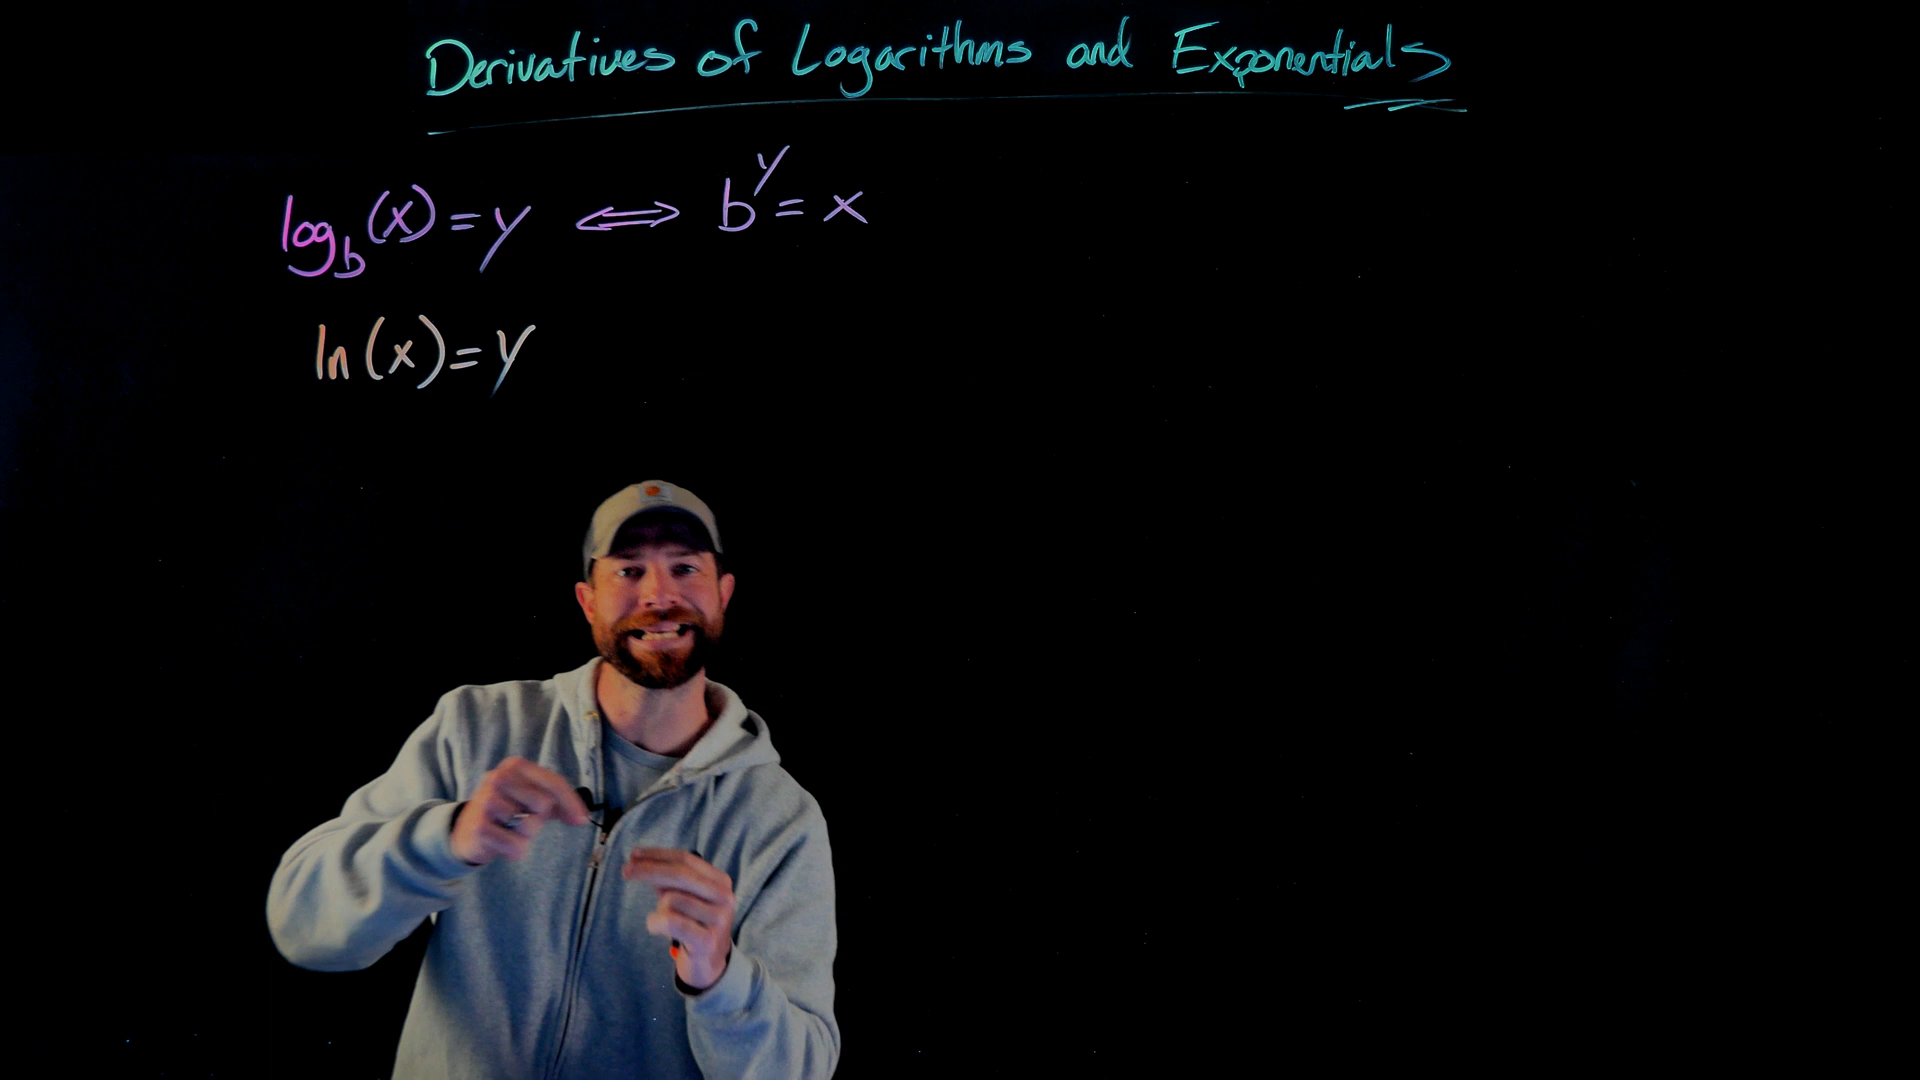 Derivatives of Logarithms and Exponentials
log_b(x)=y ⟺ b^y=x
ln(x)=y